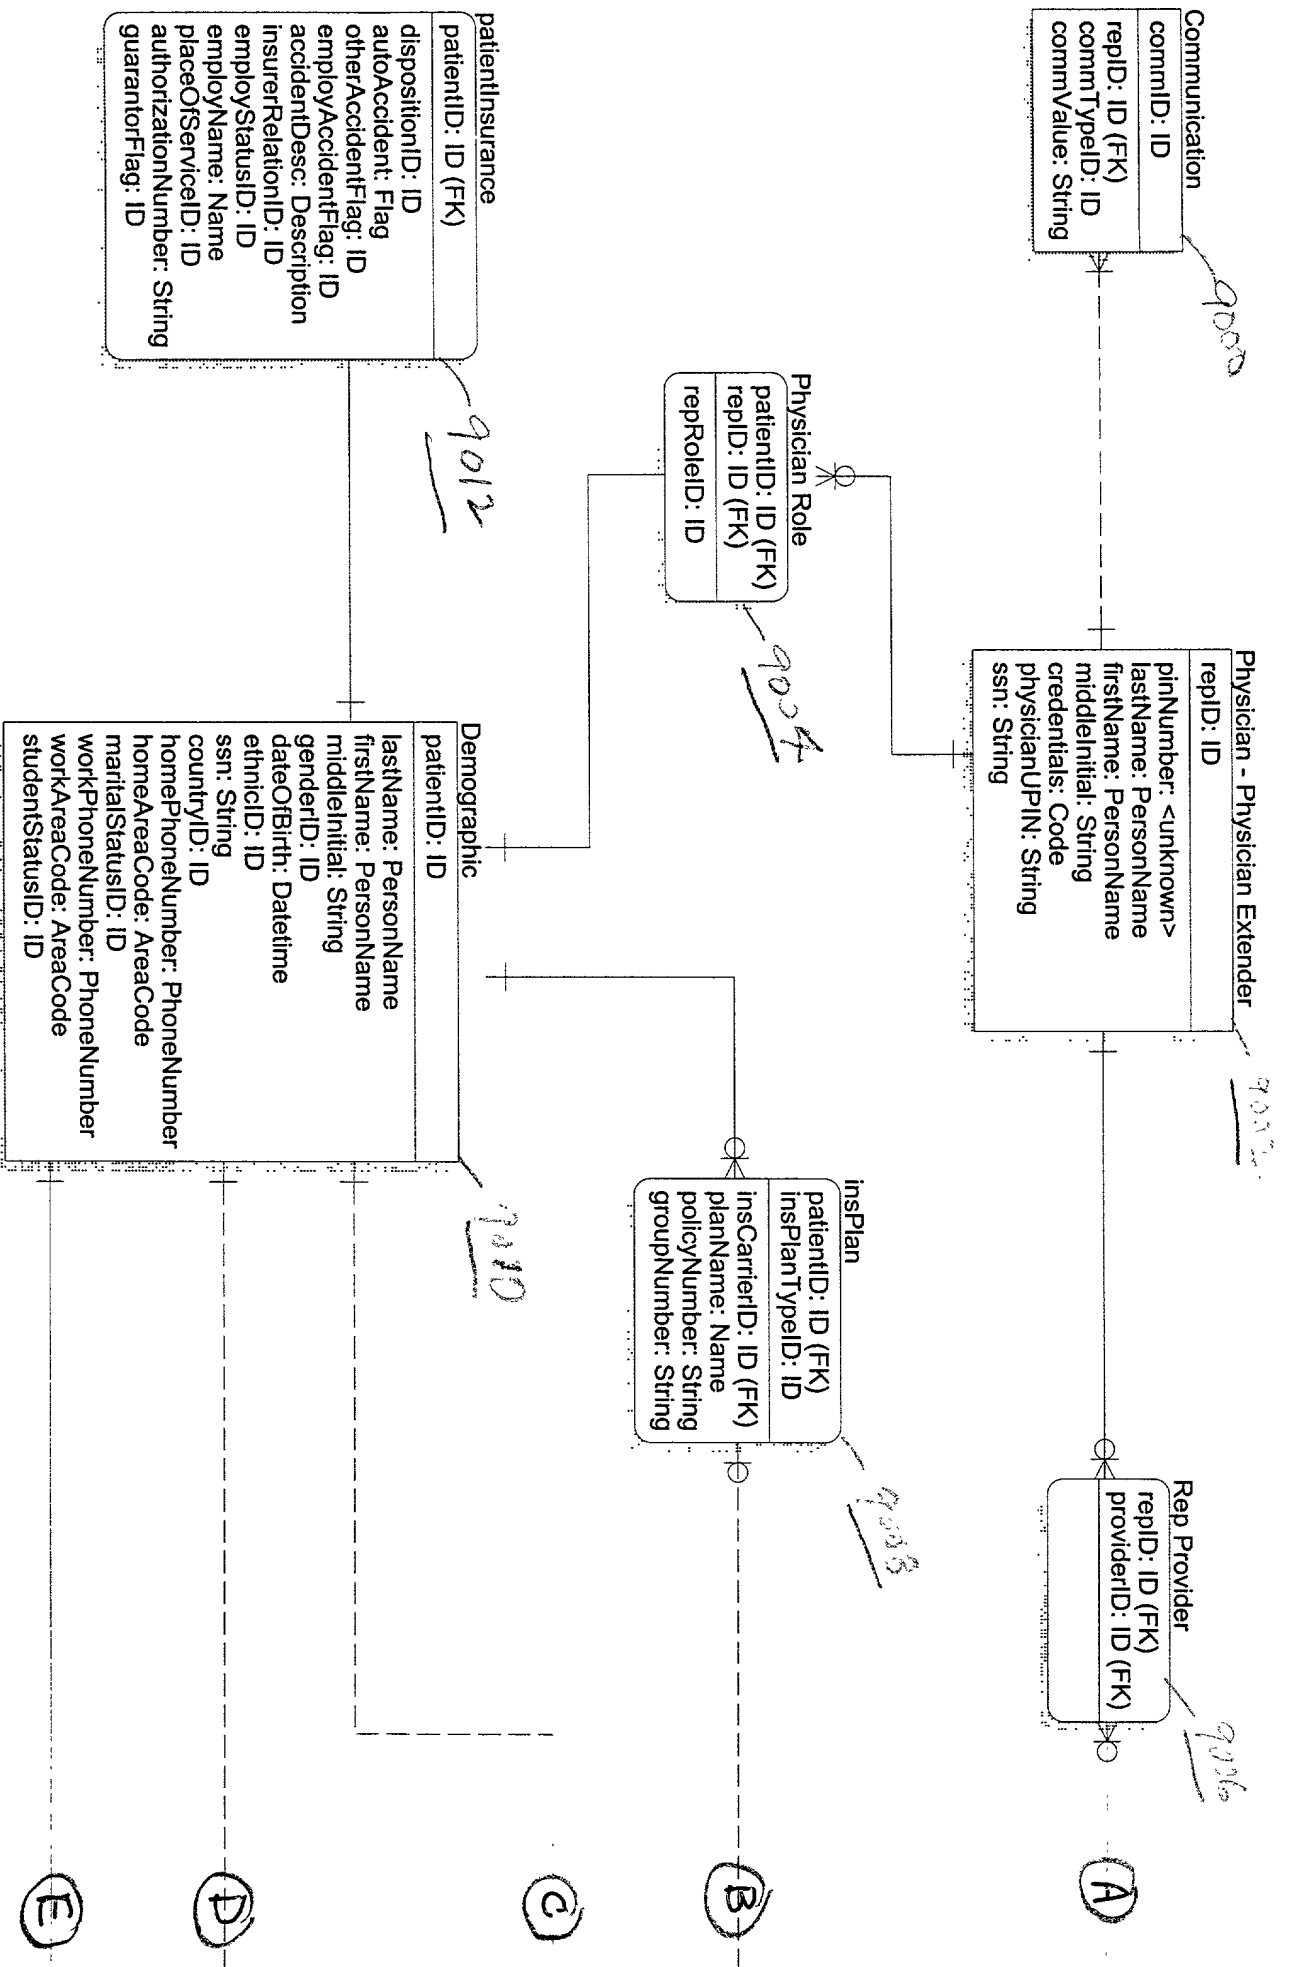 Communication
commID: ID
repID: ID (FK)
commTypeID: ID
commValue: String
9000
Physician - Physician Extender
repID: ID
pinNumber: <unknown>
lastName: PersonName
firstName: PersonName
middleInitial: String
credentials: Code
physicianUPIN: String
ssn: String
Rep Provider
repID: ID (FK)
providerID: ID (FK)
9006
A
Physician Role
patientID: ID (FK)
repID: ID (FK)
repRoleID: ID
9004
insPlan
patientID: ID (FK)
insPlanTypeID: ID
insCarrierID: ID (FK)
planName: Name
policyNumber: String
groupNumber: String
9008
B
patientInsurance
patientID: ID (FK)
dispositionID: ID
autoAccident: Flag
otherAccidentFlag: ID
employAccidentFlag: ID
accidentDesc: Description
insurerRelationID: ID
employStatusID: ID
employName: Name
placeOfServiceID: ID
authorizationNumber: String
guarantorFlag: ID
9012
Demographic
patientID: ID
lastName: PersonName
firstName: PersonName
middleInitial: String
genderID: ID
dateOfBirth: Datetime
ethnicID: ID
ssn: String
countryID: ID
homePhoneNumber: PhoneNumber
homeAreaCode: AreaCode
maritalStatusID: ID
workPhoneNumber: PhoneNumber
workAreaCode: AreaCode
studentStatusID: ID
9010
C
D
E